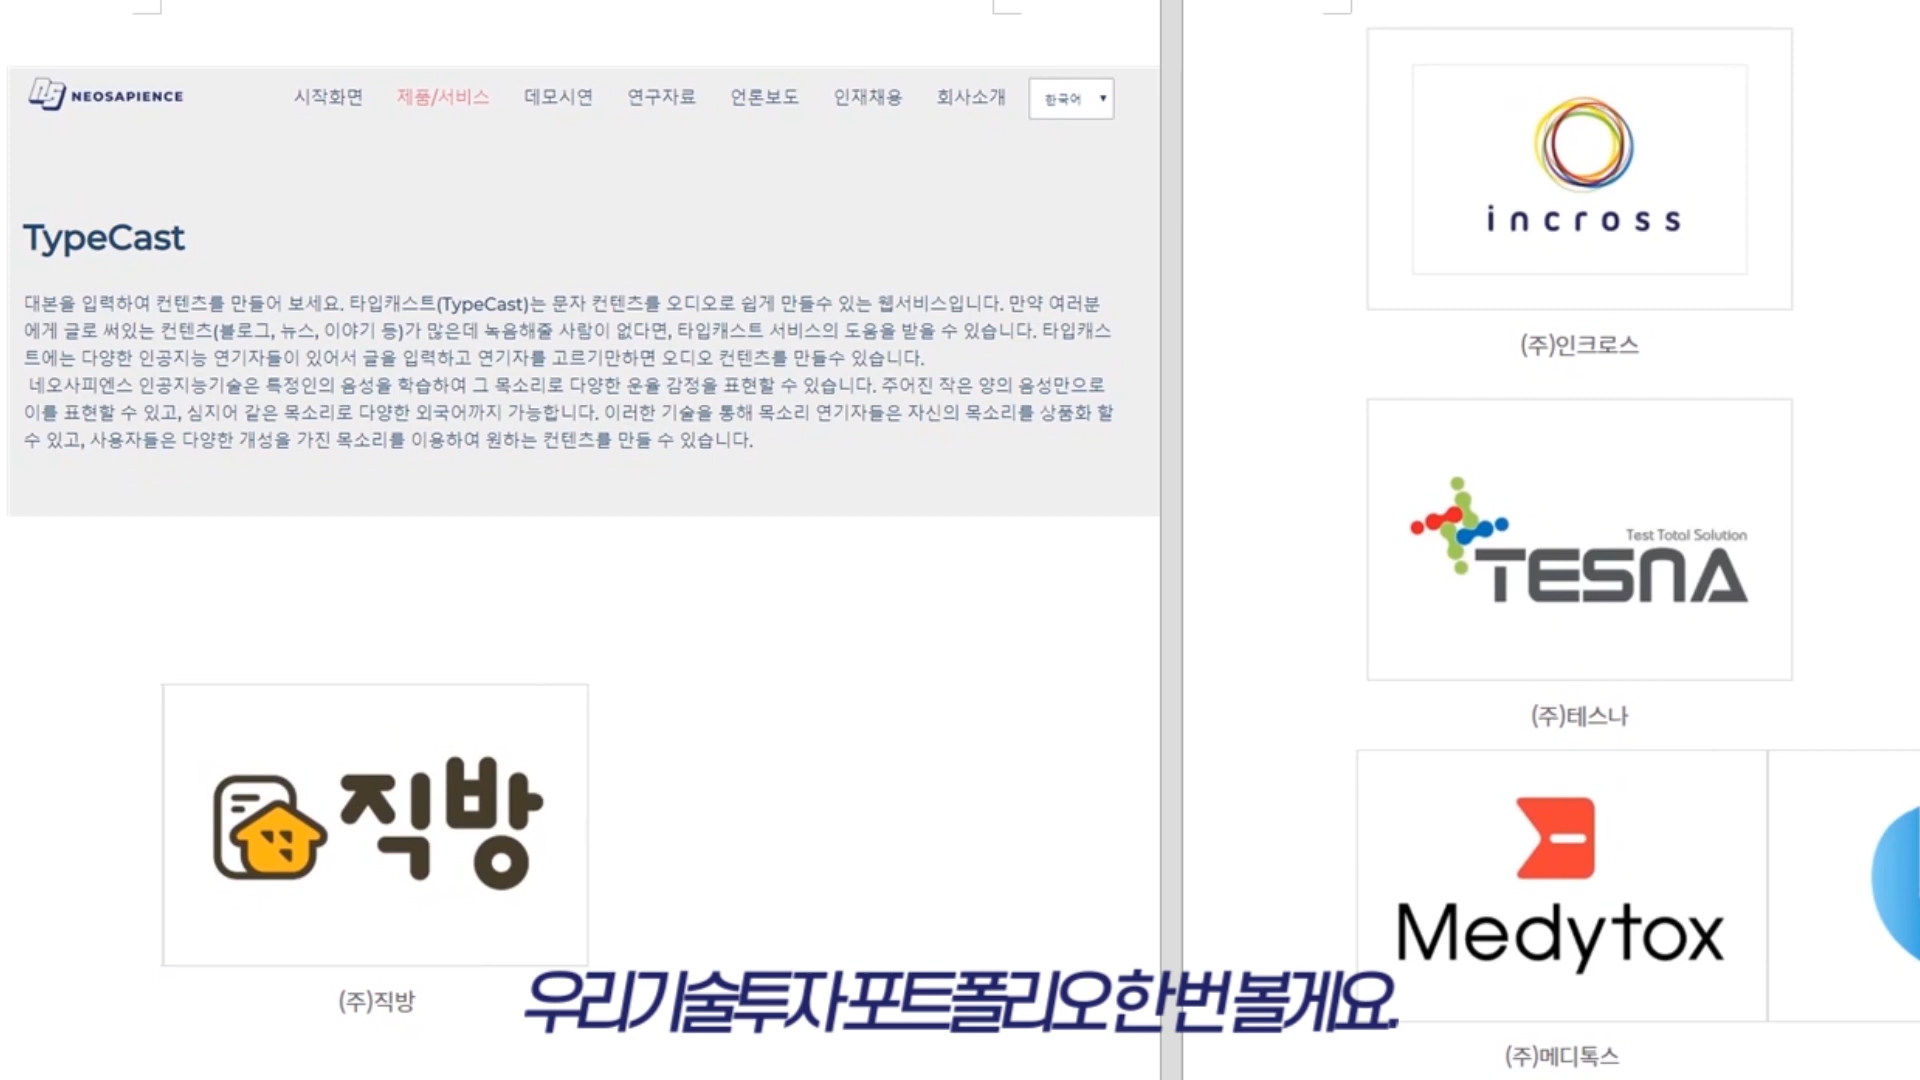 NEOSAPIENCE
시작화면 제품/서비스 데모시연 연구자료 언론보도 인재채용 회사소개 한국어
TypeCast
대본을 입력하여 컨텐츠를 만들어 보세요. 타입캐스트(TypeCast)는 문자 컨텐츠를 오디오로 쉽게 만들수 있는 웹서비스입니다. 만약 여러분
에게 글로 써있는 컨텐츠(블로그, 뉴스, 이야기 등)가 많은데 녹음해줄 사람이 없다면, 타입캐스트 서비스의 도움을 받을 수 있습니다. 타입캐스
트에는 다양한 인공지능 연기자들이 있어서 글을 입력하고 연기자를 고르기만하면 오디오 컨텐츠를 만들수 있습니다.
네오사피엔스 인공지능기술은 특정인의 음성을 학습하여 그 목소리로 다양한 운율 감정을 표현할 수 있습니다. 주어진 작은 양의 음성만으로
이를 표현할 수 있고, 심지어 같은 목소리로 다양한 외국어까지 가능합니다. 이러한 기술을 통해 목소리 연기자들은 자신의 목소리를 상품화 할
수 있고, 사용자들은 다양한 개성을 가진 목소리를 이용하여 원하는 컨텐츠를 만들 수 있습니다.
직방
(주)직방
incross
(주)인크로스
Test Total Solution
TESNA
(주)테스나
Medytox
(주)메디톡스
우리기술투자 포트폴리오 한번 볼게요.